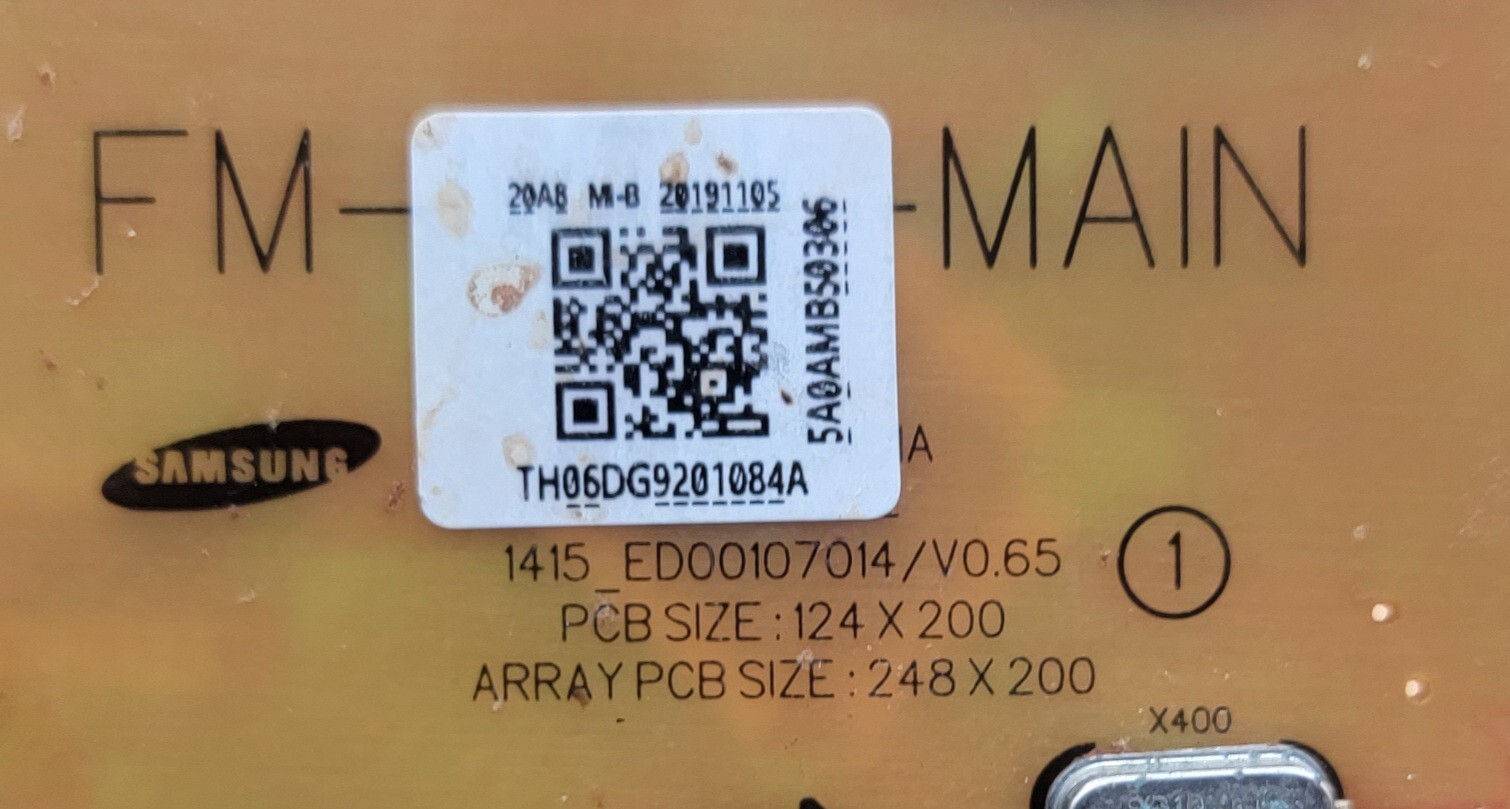 FM- -MAIN
20A8 MI-B 20191105
5A0AMB50306
TH06DG9201084A
SAMSUNG
1415_ED00107014/V0.65
1
PCB SIZE : 124 X 200
ARRAY PCB SIZE : 248 X 200
X400